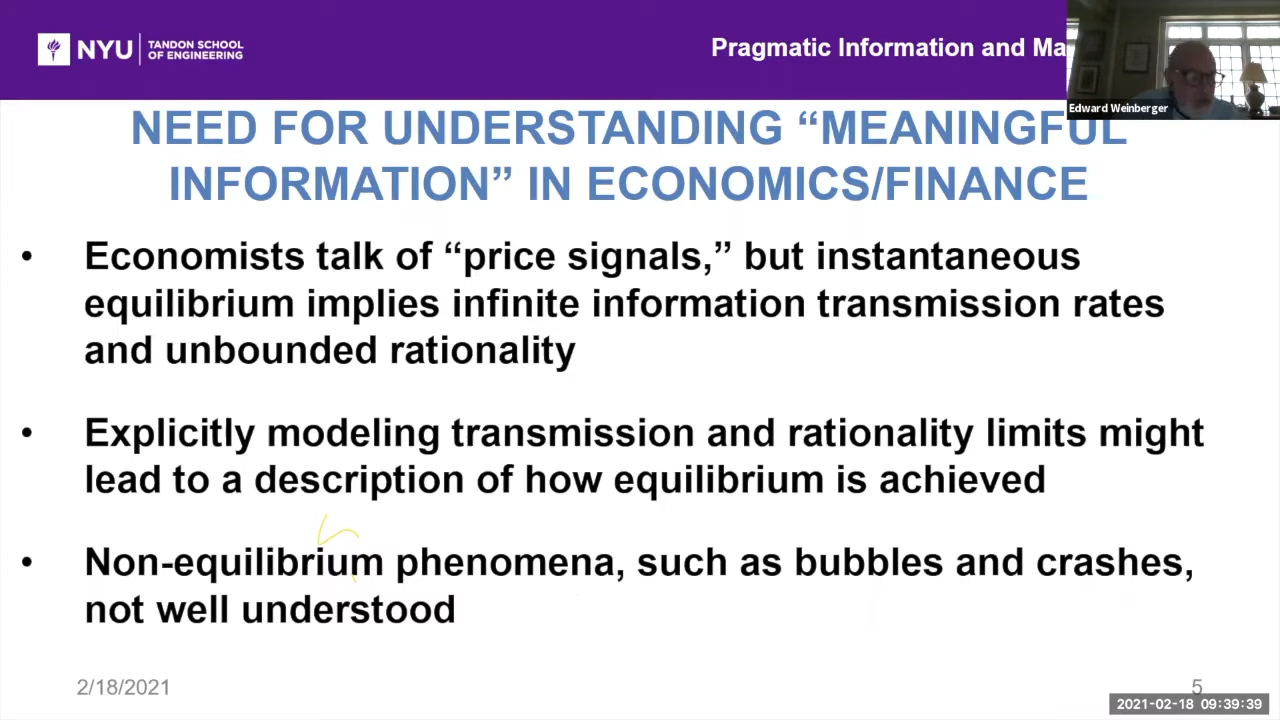 NYU
TANDON SCHOOL
OF ENGINEERING
Pragmatic Information and Ma
Edward Weinberger
NEED FOR UNDERSTANDING “MEANINGFUL
INFORMATION” IN ECONOMICS/FINANCE
• Economists talk of “price signals,” but instantaneous
equilibrium implies infinite information transmission rates
and unbounded rationality
• Explicitly modeling transmission and rationality limits might
lead to a description of how equilibrium is achieved
• Non-equilibrium phenomena, such as bubbles and crashes,
not well understood
2/18/2021
5
2021-02-18 09:39:39